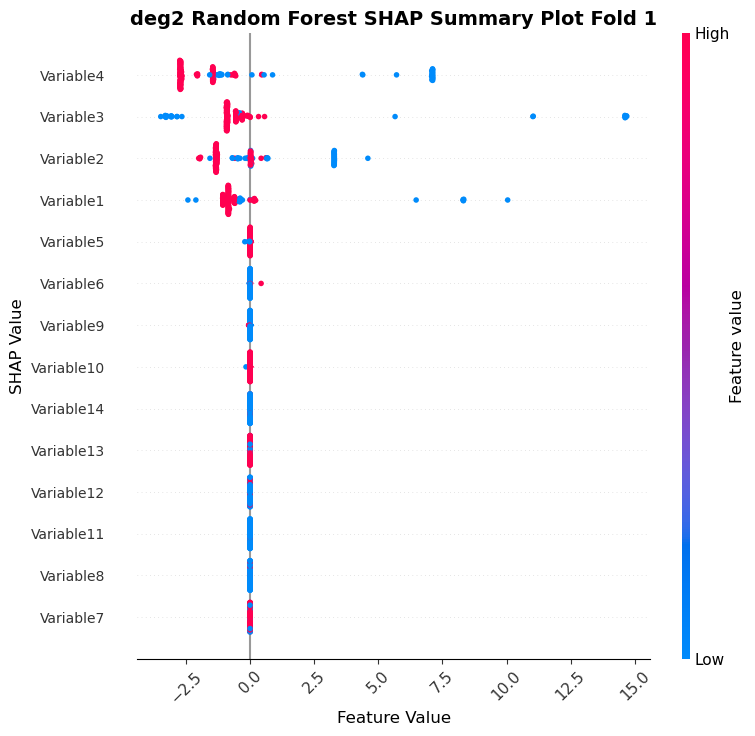 deg2 Random Forest SHAP Summary Plot Fold 1
High
Variable4
Variable3
Variable2
Variable1
Variable5
Variable6
Variable9
Variable10
Variable14
Variable13
Variable12
Variable11
Variable8
Variable7
SHAP Value
Feature value
Low
−2.5 0.0 2.5 5.0 7.5 10.0 12.5 15.0
Feature Value